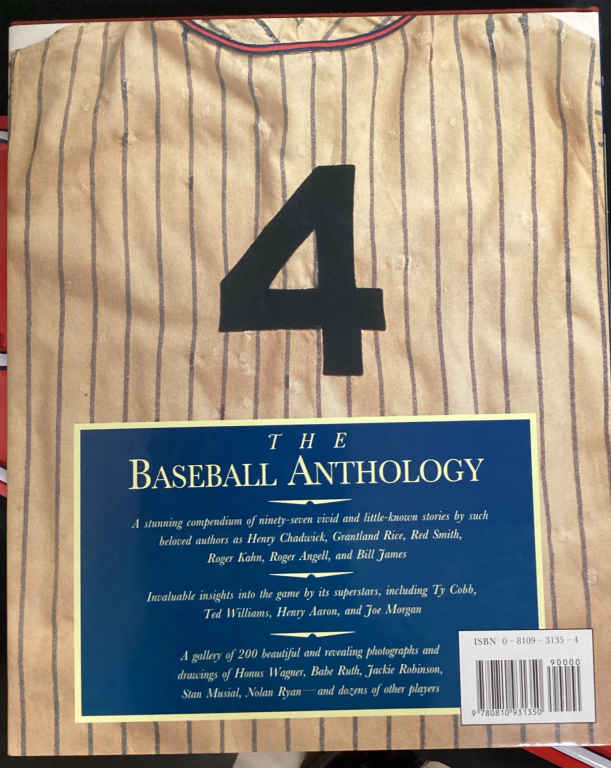 4
THE
BASEBALL ANTHOLOGY
A stunning compendium of ninety-seven vivid and little-known stories by such
beloved authors as Henry Chadwick, Grantland Rice, Red Smith,
Roger Kahn, Roger Angell, and Bill James
Invaluable insights into the game by its superstars, including Ty Cobb,
Ted Williams, Henry Aaron, and Joe Morgan
A gallery of 200 beautiful and revealing photographs and
drawings of Honus Wagner, Babe Ruth, Jackie Robinson,
Stan Musial, Nolan Ryan—and dozens of other players
ISBN 0-8109-3135-4
90000
9 780810 931350